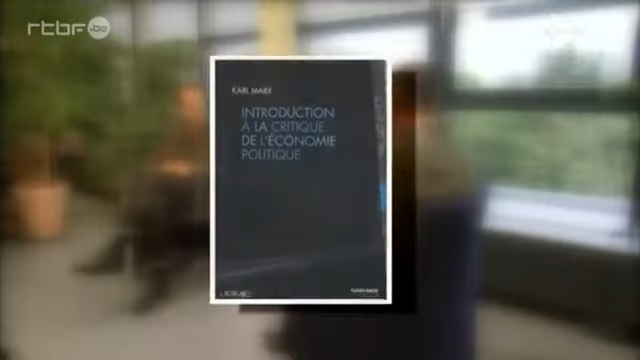 rtbf.be
KARL MARX
INTRODUCTION
À LA CRITIQUE
DE L'ÉCONOMIE
POLITIQUE